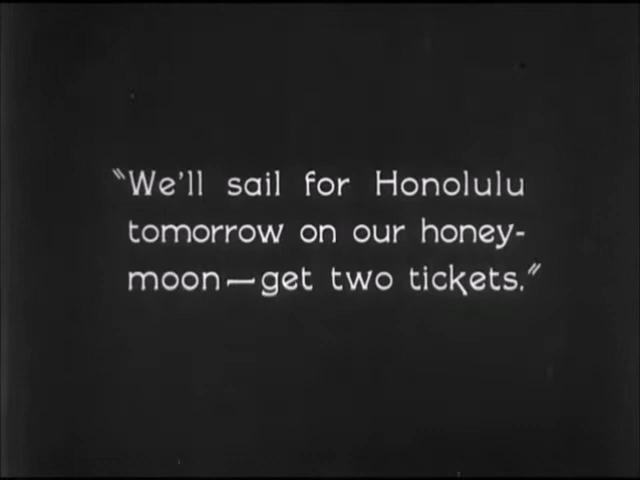 "We'll sail for Honolulu
tomorrow on our honey-
moon—get two tickets."